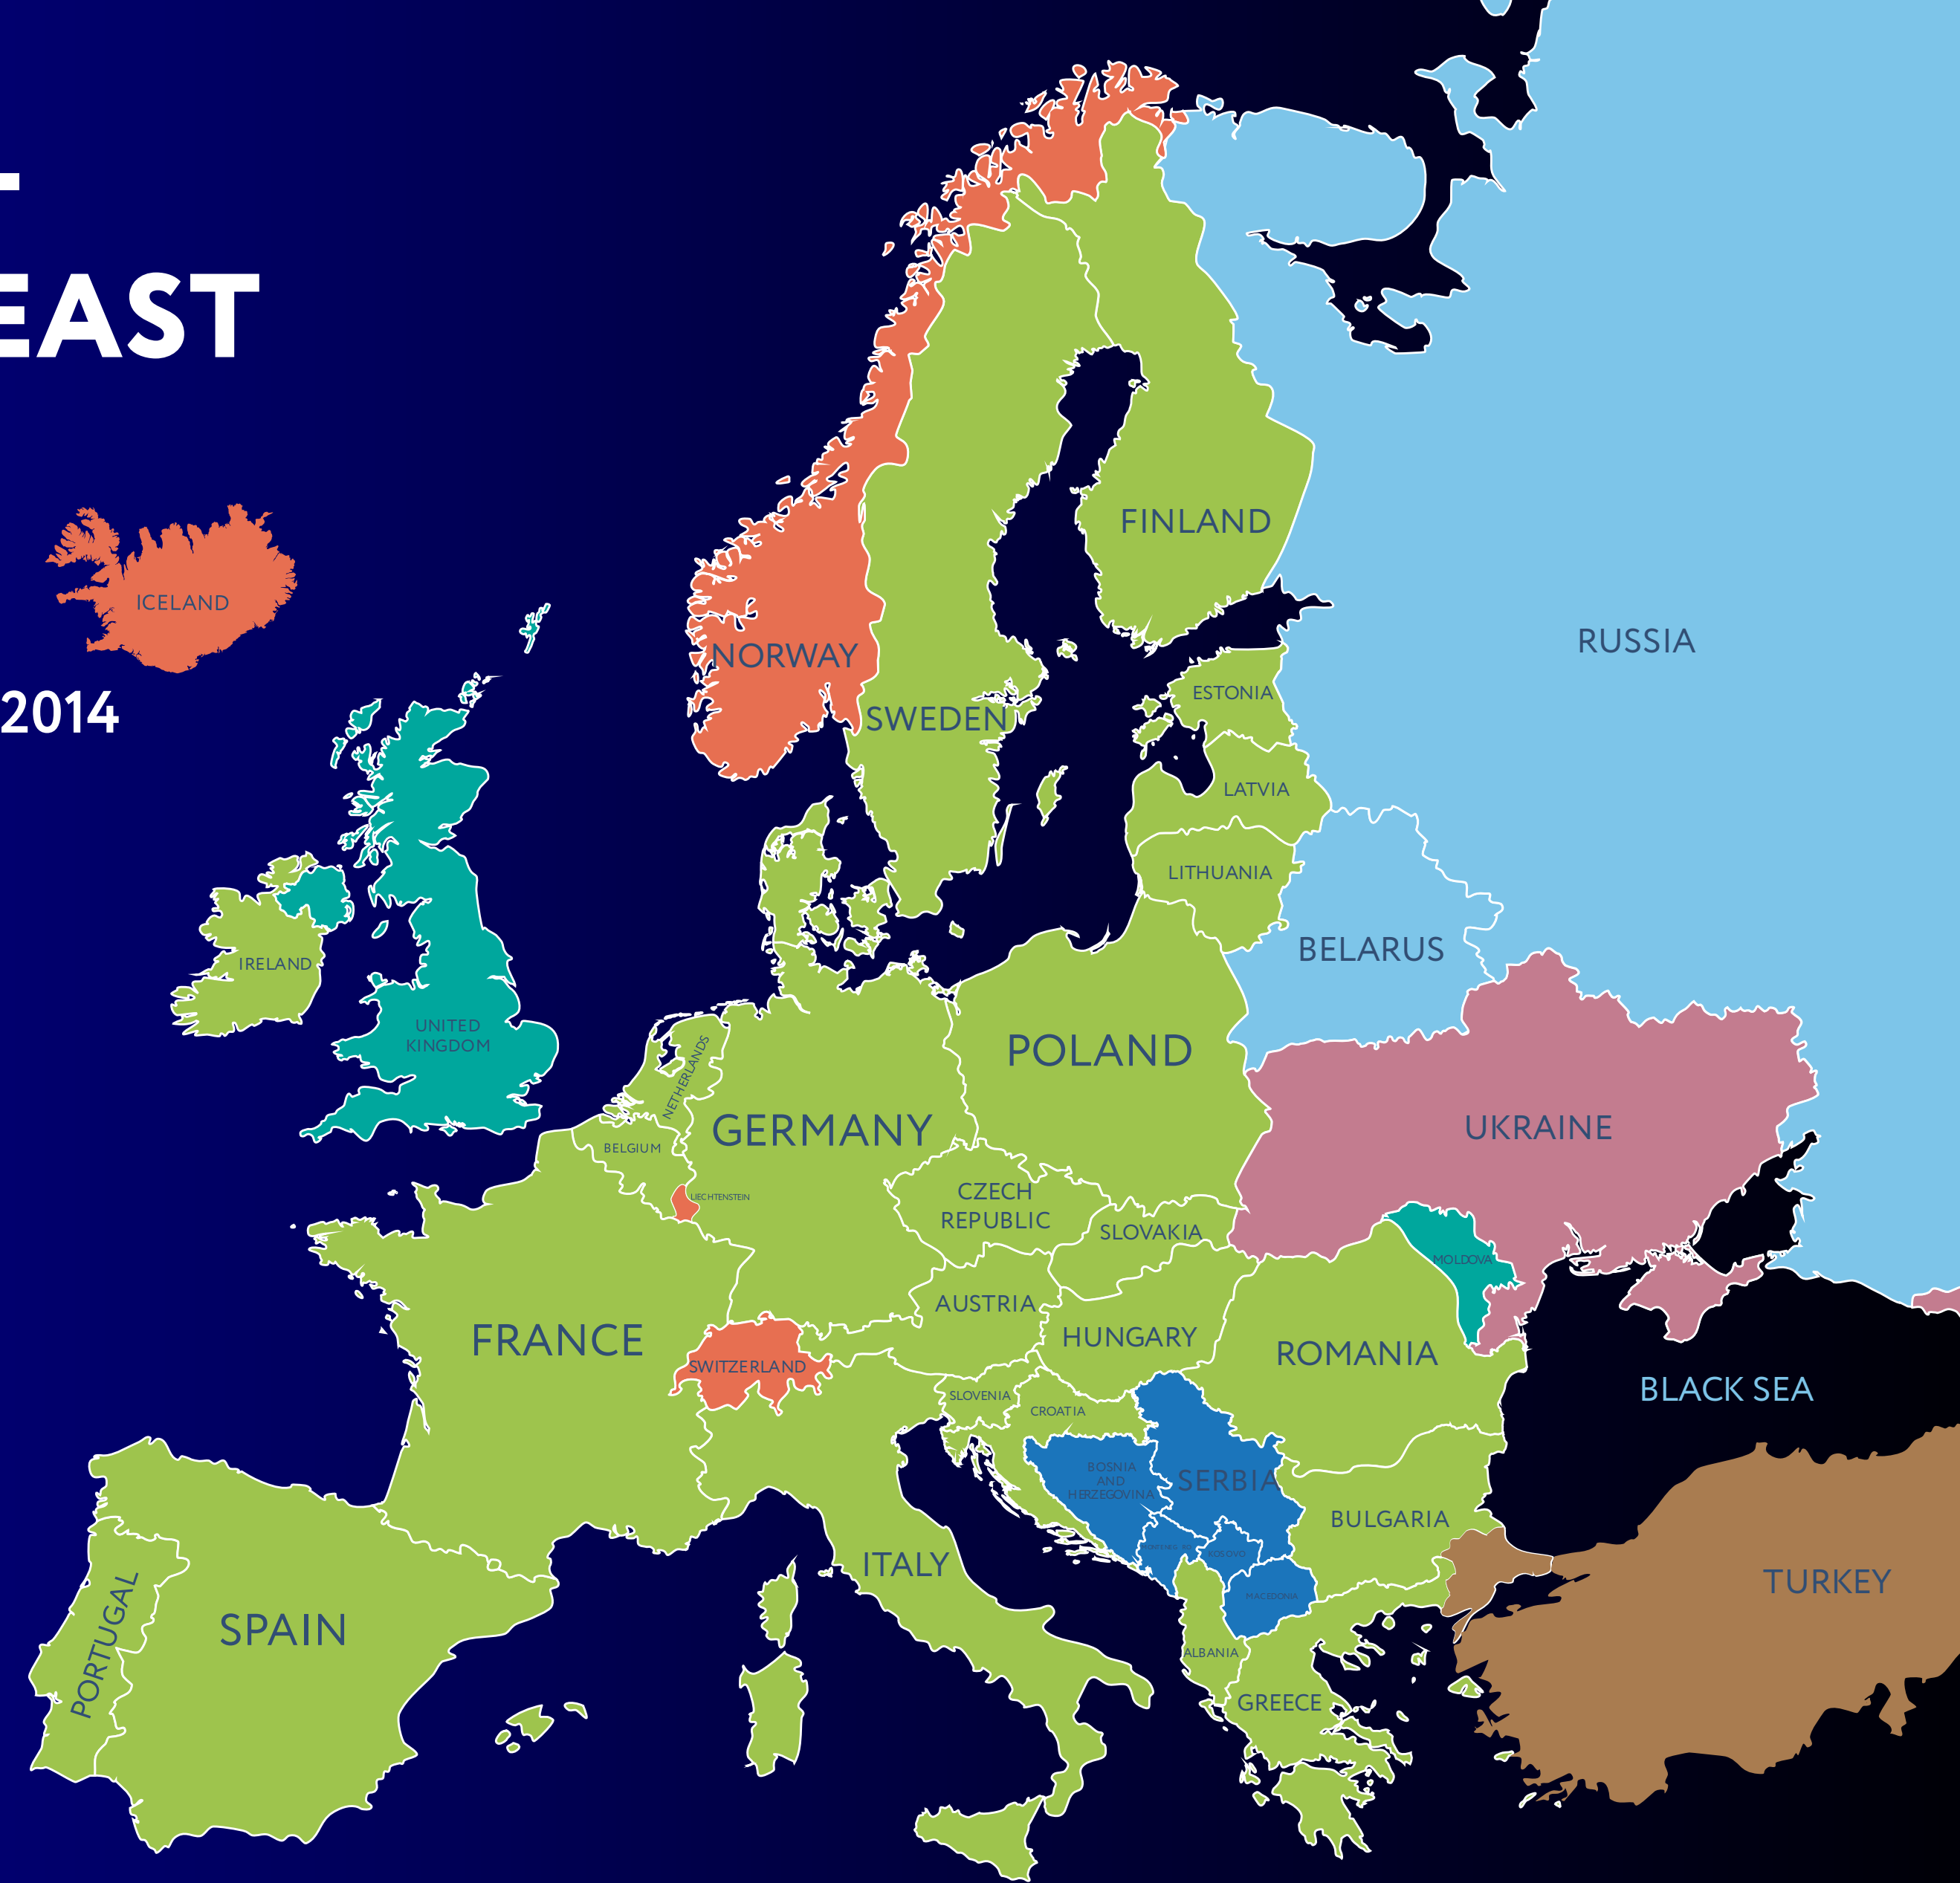 EAST
2014
ICELAND
NORWAY
SWEDEN
FINLAND
RUSSIA
ESTONIA
LATVIA
LITHUANIA
BELARUS
IRELAND
UNITED
KINGDOM
NETHERLANDS
BELGIUM
LIECHTENSTEIN
GERMANY
POLAND
UKRAINE
CZECH
REPUBLIC
SLOVAKIA
MOLDOVA
FRANCE
SWITZERLAND
AUSTRIA
HUNGARY
ROMANIA
BLACK SEA
SLOVENIA
CROATIA
BOSNIA
AND
HERZEGOVINA
SERBIA
BULGARIA
KOSOVO
MACEDONIA
ITALY
ALBANIA
GREECE
TURKEY
PORTUGAL
SPAIN